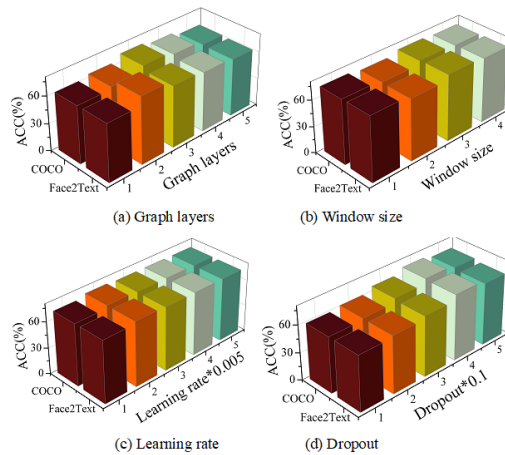 ACC(%)
60
30
0
COCO
Face2Text
1
2
3
4
5
Graph layers
(a) Graph layers
ACC(%)
60
30
0
COCO
Face2Text
1
2
3
4
Window size
(b) Window size
ACC(%)
60
30
0
COCO
Face2Text
1
2
3
4
5
Learning rate*0.005
(c) Learning rate
ACC(%)
60
30
0
COCO
Face2Text
1
2
3
4
5
Dropout*0.1
(d) Dropout